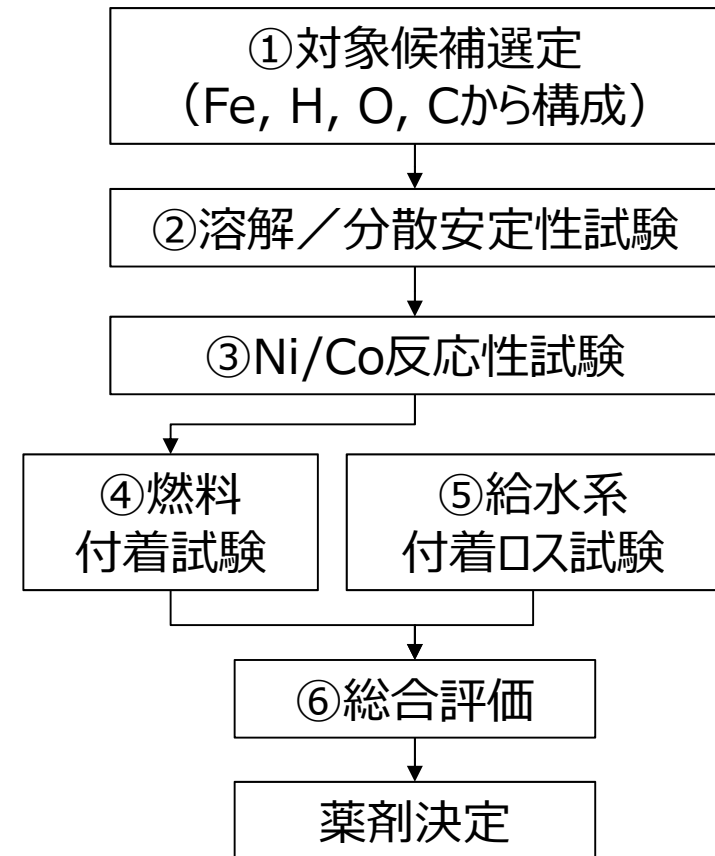 ①対象候補選定
（Fe, H, O, Cから構成）
②溶解／分散安定性試験
③Ni/Co反応性試験
④燃料
付着試験
⑤給水系
付着ロス試験
⑥総合評価
薬剤決定